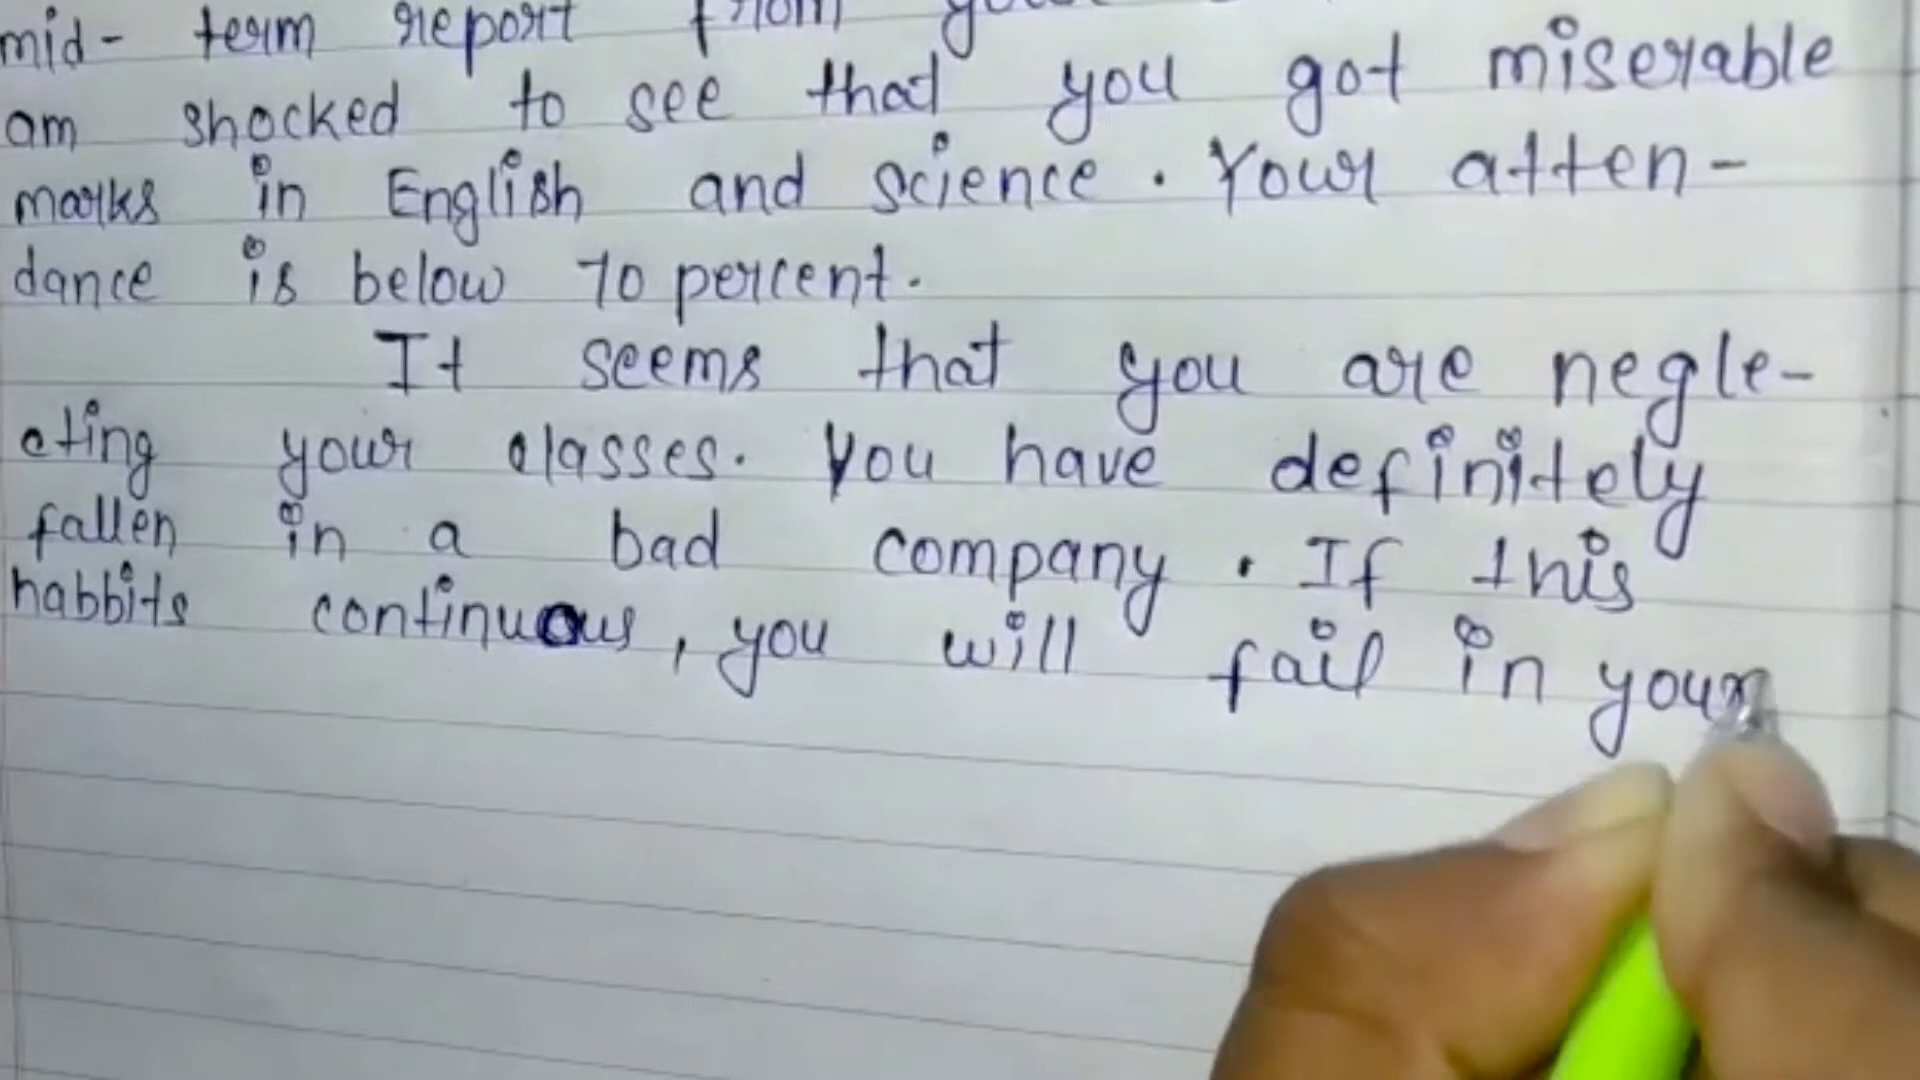 mid- term report from your
am shocked to see that you got miserable
marks in English and science. Your atten-
dance is below 70 percent.
It seems that you are negle-
cting your classes. You have definitely
fallen in a bad company. If this
habbits continuous, you will fail in your